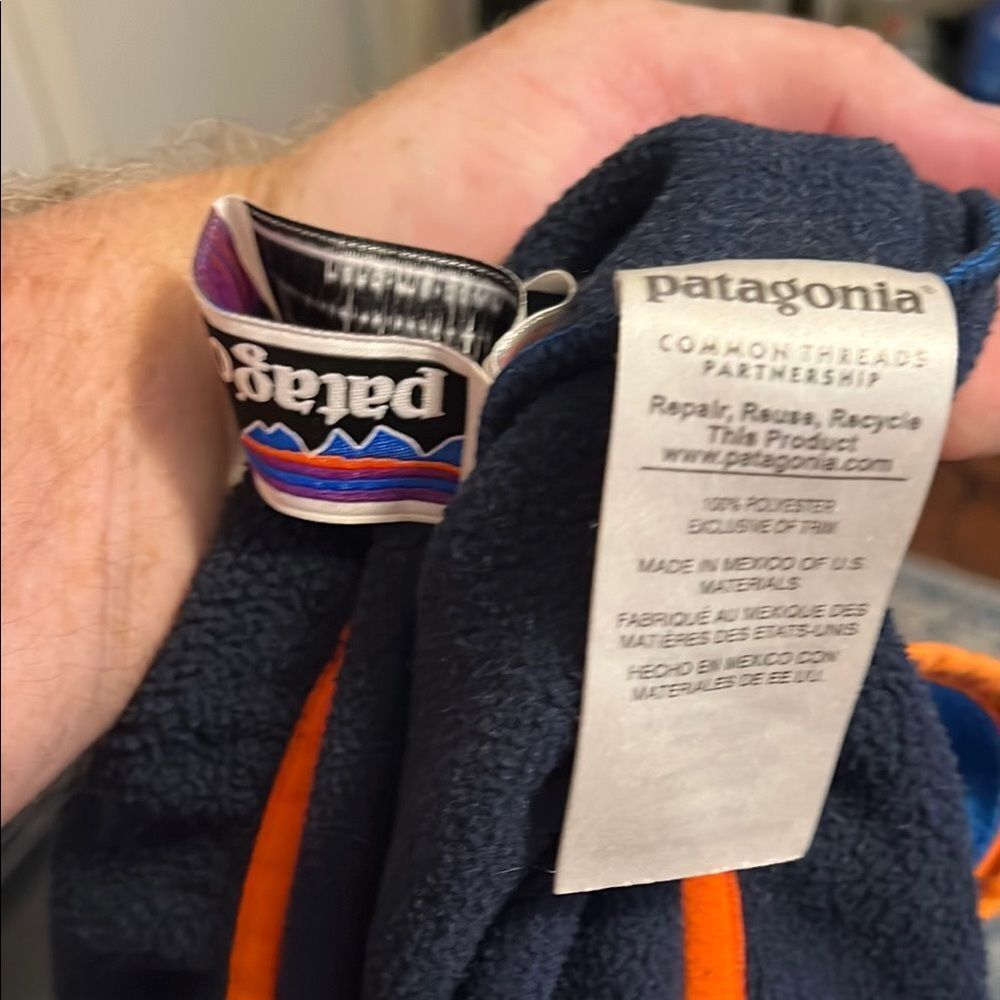 patag
patagonia®
COMMON THREADS
PARTNERSHIP
Repair, Reuse, Recycle
This Product
www.patagonia.com
100% POLYESTER
EXCLUSIVE OF TRIM
MADE IN MEXICO OF U.S.
MATERIALS
FABRIQUÉ AU MEXIQUE DES
MATIÈRES DES ETATS-UNIS
HECHO EN MEXICO CON
MATERIALES DE EE.UU.